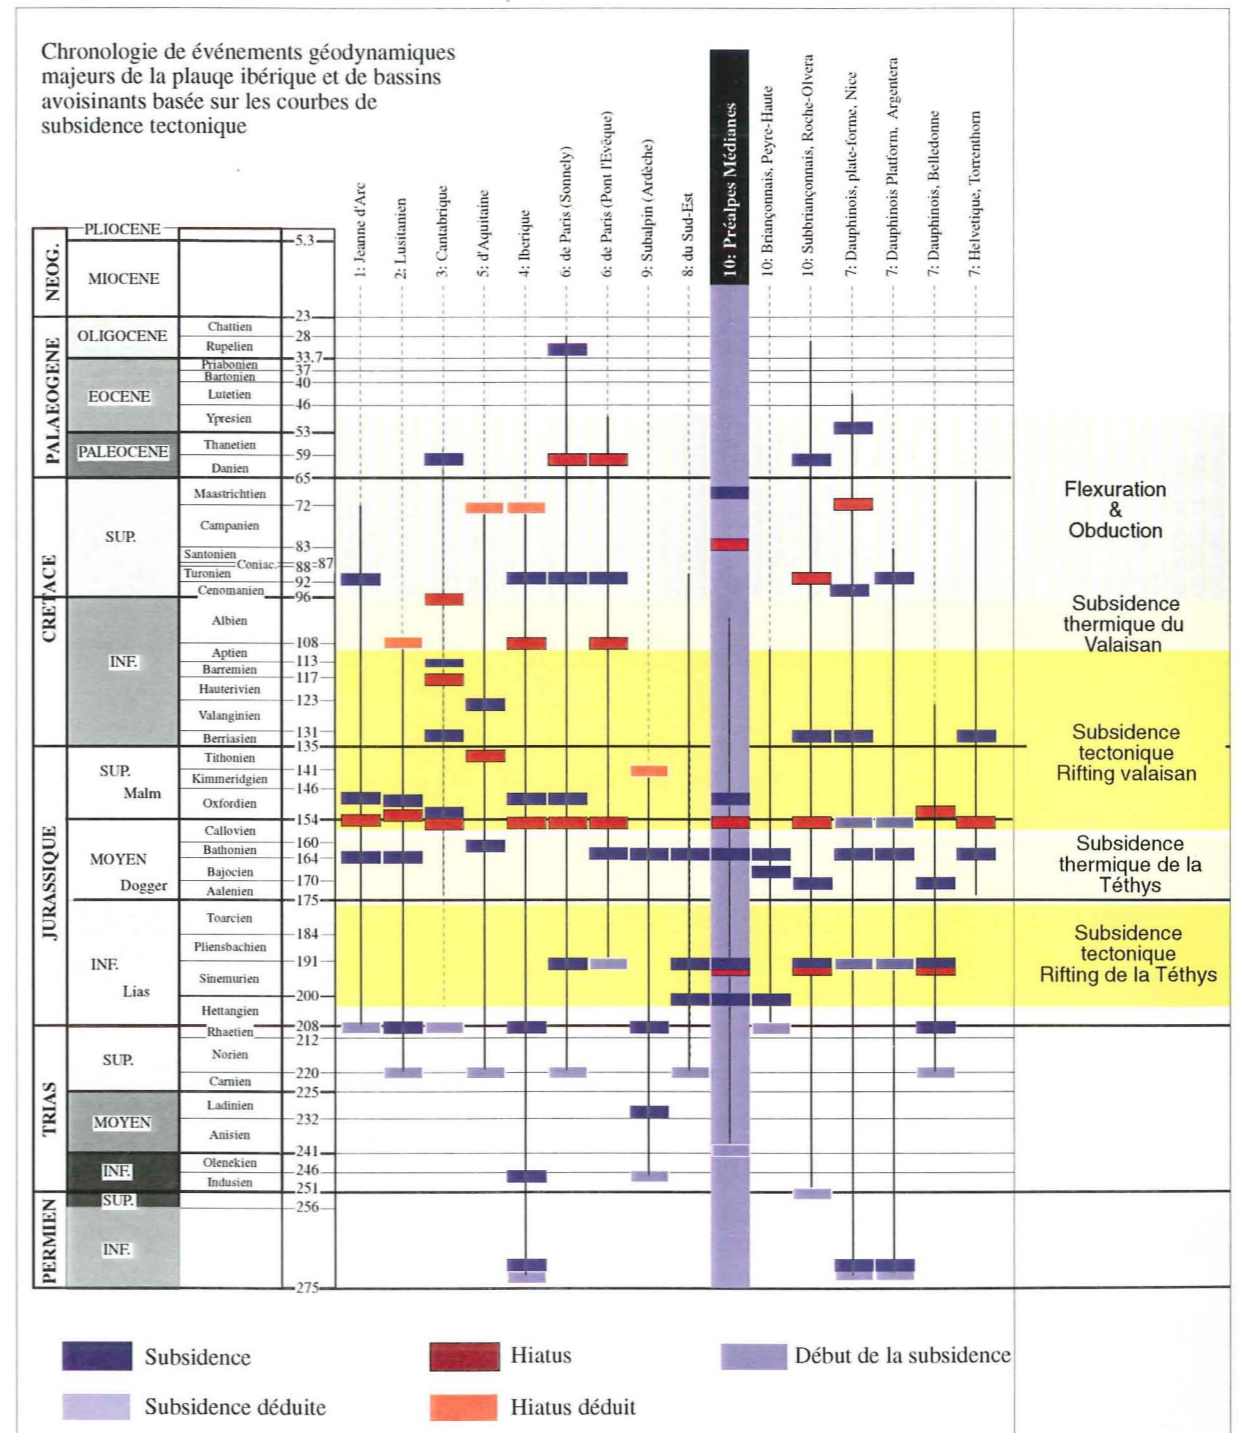 Chronologie de événements géodynamiques
majeurs de la plauqe ibérique et de bassins
avoisinants basée sur les courbes de
subsidence tectonique
1: Jeanne d'Arc
2: Lusitanien
3: Cantabrique
5: d'Aquitaine
4: Iberique
6: de Paris (Sonnely)
6: de Paris (Pont l'Evêque)
9: Subalpin (Ardèche)
8: du Sud-Est
10: Préalpes Médianes
10: Briançonnais, Peyre-Haute
10: Subbriançonnais, Roche-Olvera
7: Dauphinois, plate-forme, Nice
7: Dauphinois Platform, Argentera
7: Dauphinois, Belledonne
7: Helvetique, Torrenthorn
NEOG.
PLIOCENE
5.3
MIOCENE
23
PALAEOGENE
OLIGOCENE
Chattien
28
Rupelien
33.7
EOCENE
Priabonien
37
Bartonien
40
Lutetien
46
Ypresien
53
PALEOCENE
Thanetien
59
Danien
65
CRETACE
SUP.
Maastrichtien
72
Campanien
83
Santonien
Coniac.
88
87
Turonien
92
Cenomanien
96
INF.
Albien
108
Aptien
113
Barremien
117
Hauterivien
123
Valanginien
131
Berriasien
135
JURASSIQUE
SUP.
Malm
Tithonien
141
Kimmeridgien
146
Oxfordien
154
MOYEN
Dogger
Callovien
160
Bathonien
164
Bajocien
170
Aalenien
175
INF.
Lias
Toarcien
184
Pliensbachien
191
Sinemurien
200
Hettangien
208
TRIAS
SUP.
Rhaetien
212
Norien
220
Carnien
225
MOYEN
Ladinien
232
Anisien
241
INF.
Olenekien
246
Indusien
251
PERMIEN
SUP.
256
INF.
275
Flexuration
&
Obduction
Subsidence
thermique du
Valaisan
Subsidence
tectonique
Rifting valaisan
Subsidence
thermique de la
Téthys
Subsidence
tectonique
Rifting de la Téthys
Subsidence
Hiatus
Début de la subsidence
Subsidence déduite
Hiatus déduit